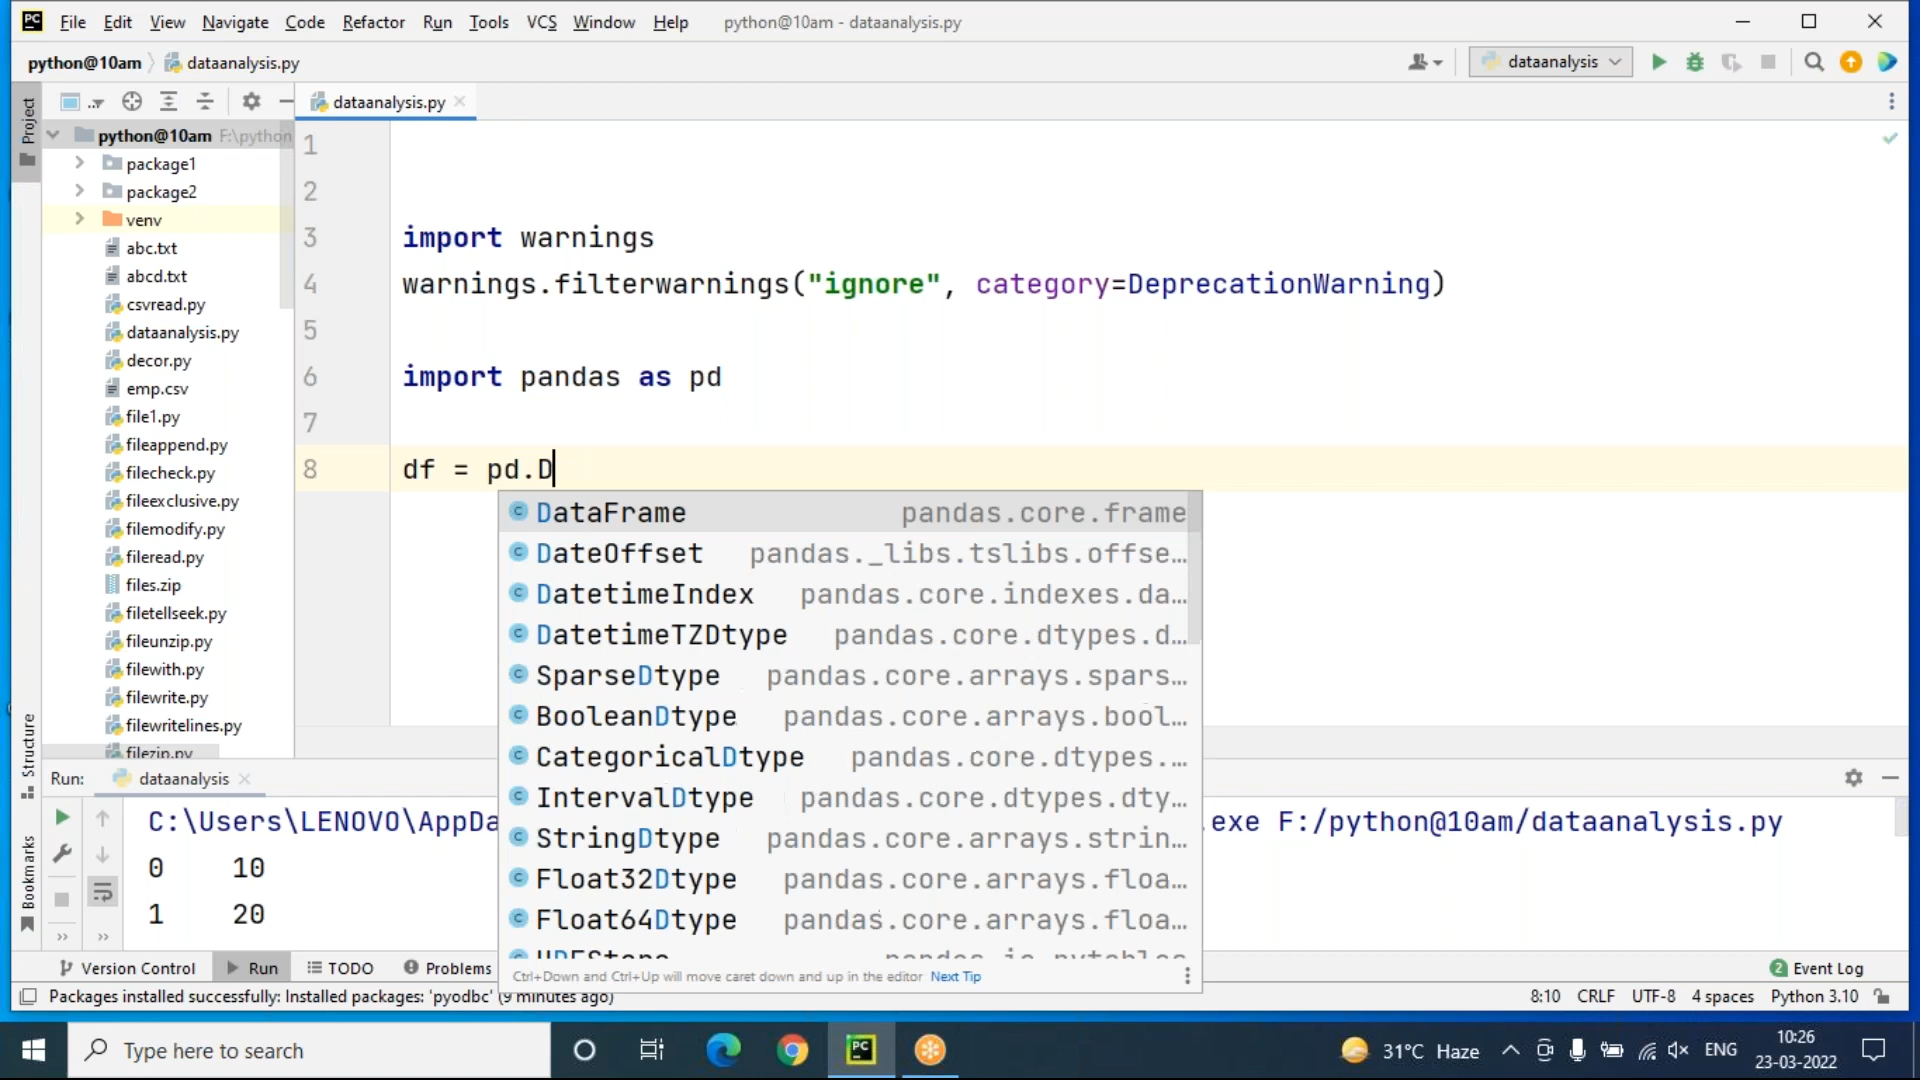 PC File Edit View Navigate Code Refactor Run Tools VCS Window Help python@10am - dataanalysis.py
python@10am dataanalysis.py dataanalysis
Project
dataanalysis.py
python@10am F:\python
package1
package2
venv
abc.txt
abcd.txt
csvread.py
dataanalysis.py
decor.py
emp.csv
file1.py
fileappend.py
filecheck.py
fileexclusive.py
filemodify.py
fileread.py
files.zip
filetellseek.py
fileunzip.py
filewith.py
filewrite.py
filewritelines.py
filezip.py
1
2
3 import warnings
4 warnings.filterwarnings("ignore", category=DeprecationWarning)
5
6 import pandas as pd
7
8 df = pd.D
DataFrame pandas.core.frame
DateOffset pandas._libs.tslibs.offse…
DatetimeIndex pandas.core.indexes.da…
DatetimeTZDtype pandas.core.dtypes.d…
SparseDtype pandas.core.arrays.spars…
BooleanDtype pandas.core.arrays.bool…
CategoricalDtype pandas.core.dtypes.…
IntervalDtype pandas.core.dtypes.dty…
StringDtype pandas.core.arrays.strin…
Float32Dtype pandas.core.arrays.floa…
Float64Dtype pandas.core.arrays.floa…
HDFStore pandas.io.pytables
Ctrl+Down and Ctrl+Up will move caret down and up in the editor Next Tip
Structure
Bookmarks
Run: dataanalysis
C:\Users\LENOVO\AppDa .exe F:/python@10am/dataanalysis.py
0 10
1 20
Version Control Run TODO Problems 2 Event Log
Packages installed successfully: Installed packages: 'pyodbc' (9 minutes ago) 8:10 CRLF UTF-8 4 spaces Python 3.10
Type here to search PC 31°C Haze ENG 10:26
23-03-2022